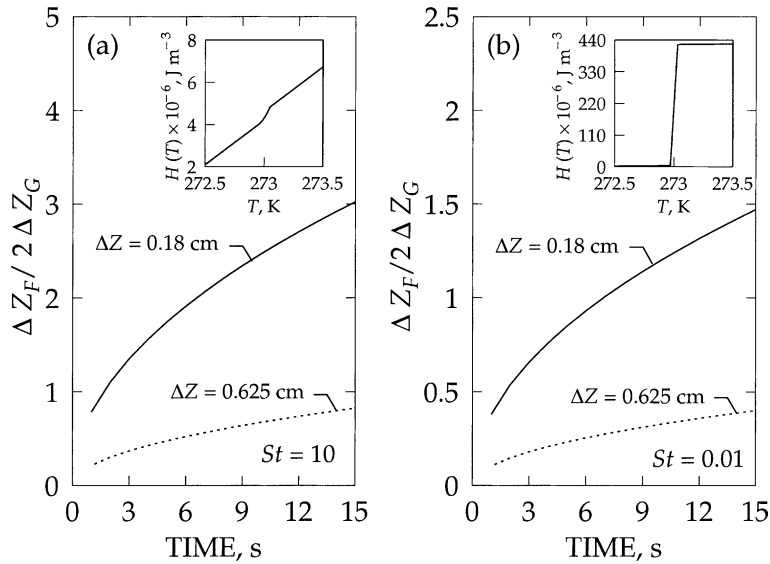 (a)
5
4
3
2
1
0
Δ Z_F / 2 Δ Z_G
0 3 6 9 12 15
TIME, s
8
6
4
2
H (T) × 10⁻⁶, J m⁻³
272.5 273 273.5
T, K
ΔZ = 0.18 cm
ΔZ = 0.625 cm
St = 10
(b)
2.5
2
1.5
1
0.5
0
Δ Z_F / 2 Δ Z_G
0 3 6 9 12 15
TIME, s
440
330
220
110
0
H (T) × 10⁻⁶, J m⁻³
272.5 273 273.5
T, K
ΔZ = 0.18 cm
ΔZ = 0.625 cm
St = 0.01